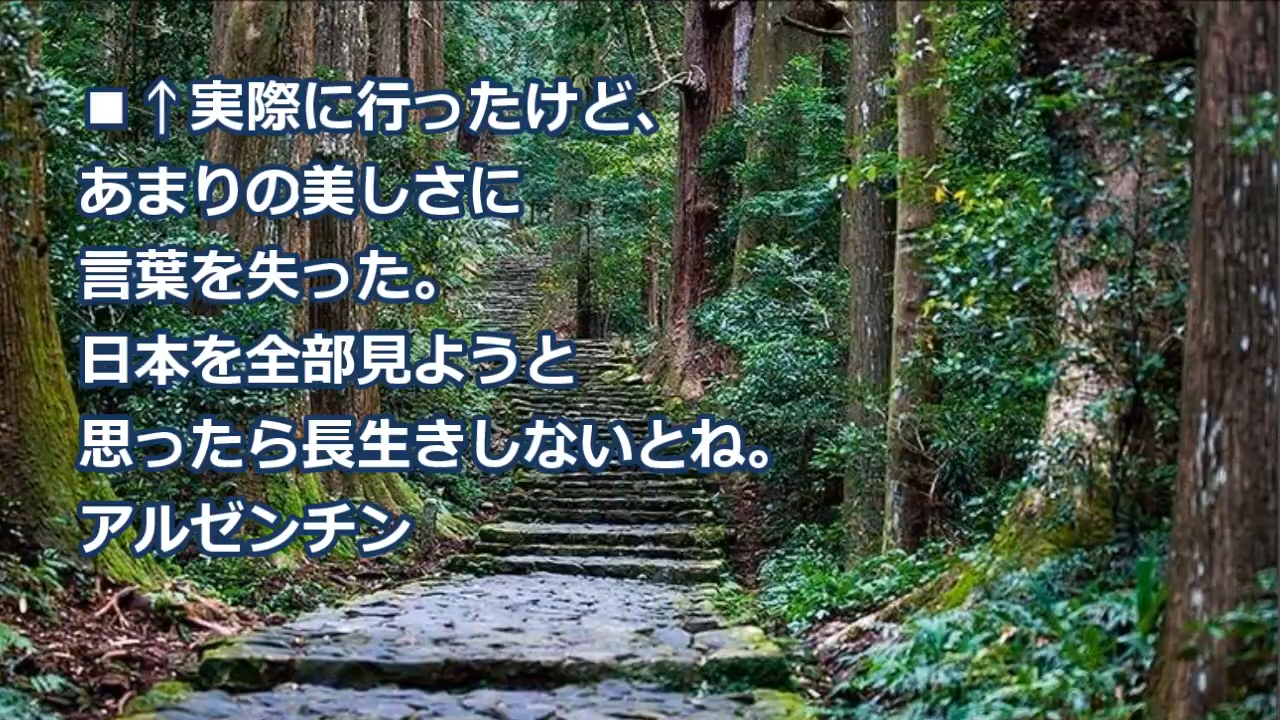 ■↑実際に行ったけど、
あまりの美しさに
言葉を失った。
日本を全部見ようと
思ったら長生きしないとね。
アルゼンチン